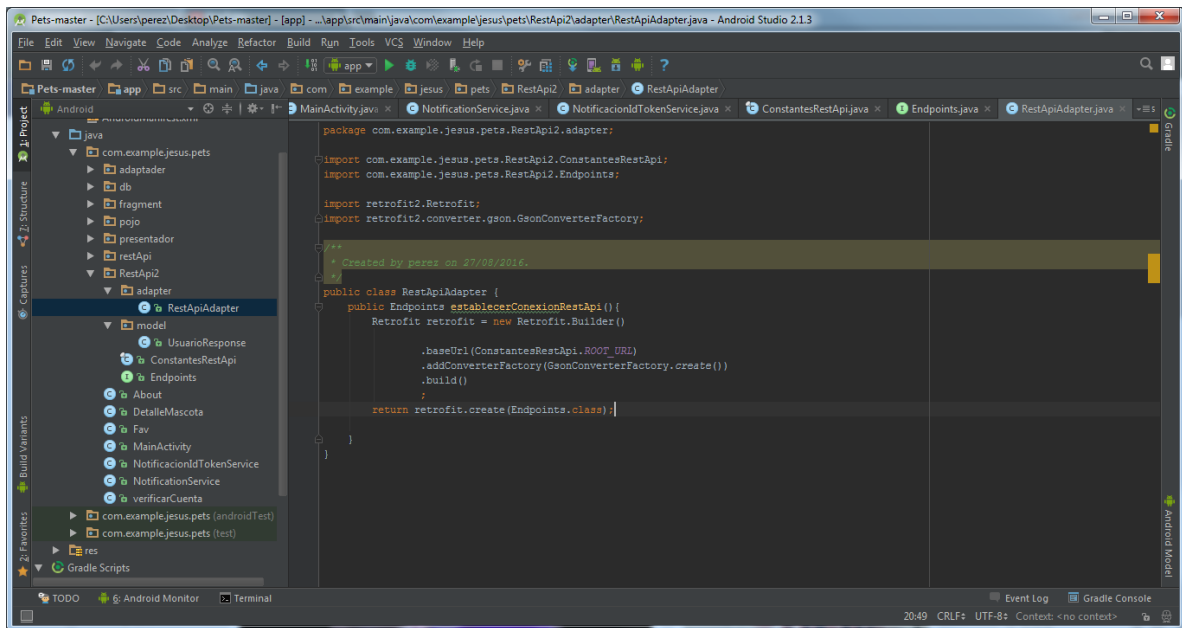 Pets-master - [C:\Users\perez\Desktop\Pets-master] - [app] - ...\app\src\main\java\com\example\jesus\pets\RestApi2\adapter\RestApiAdapter.java - Android Studio 2.1.3
File Edit View Navigate Code Analyze Refactor Build Run Tools VCS Window Help
app
Pets-master app src main java com example jesus pets RestApi2 adapter RestApiAdapter
Android
MainActivity.java NotificationService.java NotificacionIdTokenService.java ConstantesRestApi.java Endpoints.java RestApiAdapter.java
1: Project
7: Structure
Captures
Build Variants
2: Favorites
AndroidManifest.xml
java
com.example.jesus.pets
adaptader
db
fragment
pojo
presentador
restApi
RestApi2
adapter
RestApiAdapter
model
UsuarioResponse
ConstantesRestApi
Endpoints
About
DetalleMascota
Fav
MainActivity
NotificacionIdTokenService
NotificationService
verificarCuenta
com.example.jesus.pets (androidTest)
com.example.jesus.pets (test)
res
Gradle Scripts
package com.example.jesus.pets.RestApi2.adapter;
import com.example.jesus.pets.RestApi2.ConstantesRestApi;
import com.example.jesus.pets.RestApi2.Endpoints;
import retrofit2.Retrofit;
import retrofit2.converter.gson.GsonConverterFactory;
/**
* Created by perez on 27/08/2016.
*/
public class RestApiAdapter {
public Endpoints establecerConexionRestApi(){
Retrofit retrofit = new Retrofit.Builder()
.baseUrl(ConstantesRestApi.ROOT_URL)
.addConverterFactory(GsonConverterFactory.create())
.build()
;
return retrofit.create(Endpoints.class);
}
}
Gradle
Android Model
TODO 6: Android Monitor Terminal Event Log Gradle Console
20:49 CRLF UTF-8 Context: <no context>